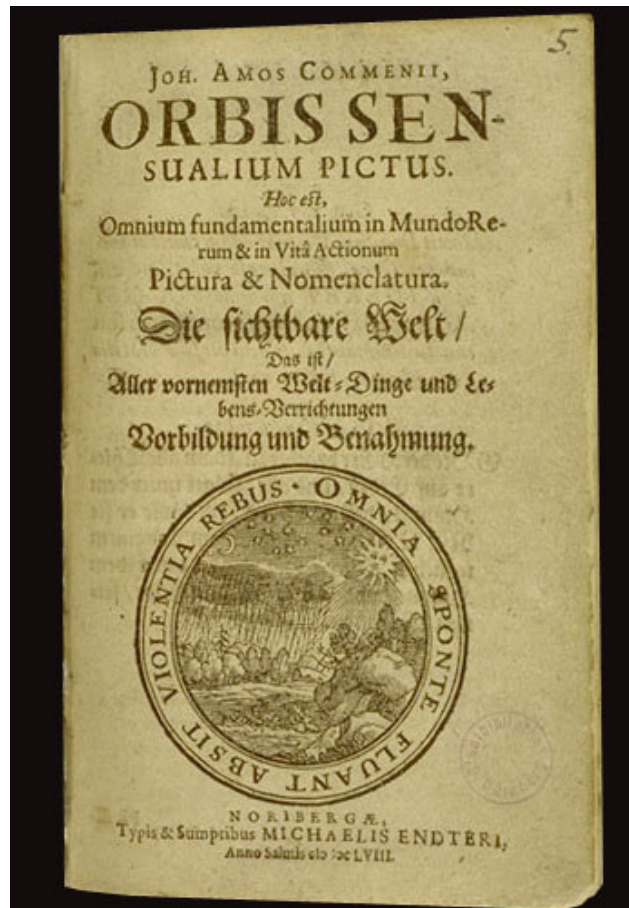 5.
JOH. AMOS COMMENII,
ORBIS SEN-
SUALIUM PICTUS.
Hoc est,
Omnium fundamentalium in Mundo Re-
rum & in Vitâ Actionum
Pictura & Nomenclatura.
Die sichtbare Welt/
Das ist/
Aller vornemsten Welt-Dinge und Le-
bens-Verrichtungen
Vorbildung und Benahmung.
OMNIA SPONTE FLUANT ABSIT VIOLENTIA REBUS ·
NORIBERGÆ,
Typis & Sumptibus MICHAELIS ENDTERI,
Anno Salutis LVIII.